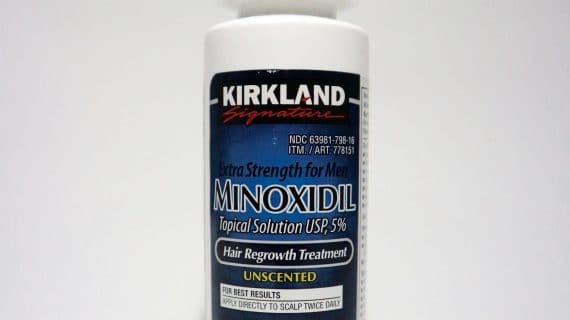 KIRKLAND
Signature
NDC 63981-798-16
ITM. / ART. 778151
Extra Strength for Men
MINOXIDIL
Topical Solution USP, 5%
Hair Regrowth Treatment
UNSCENTED
FOR BEST RESULTS
APPLY DIRECTLY TO SCALP TWICE DAILY